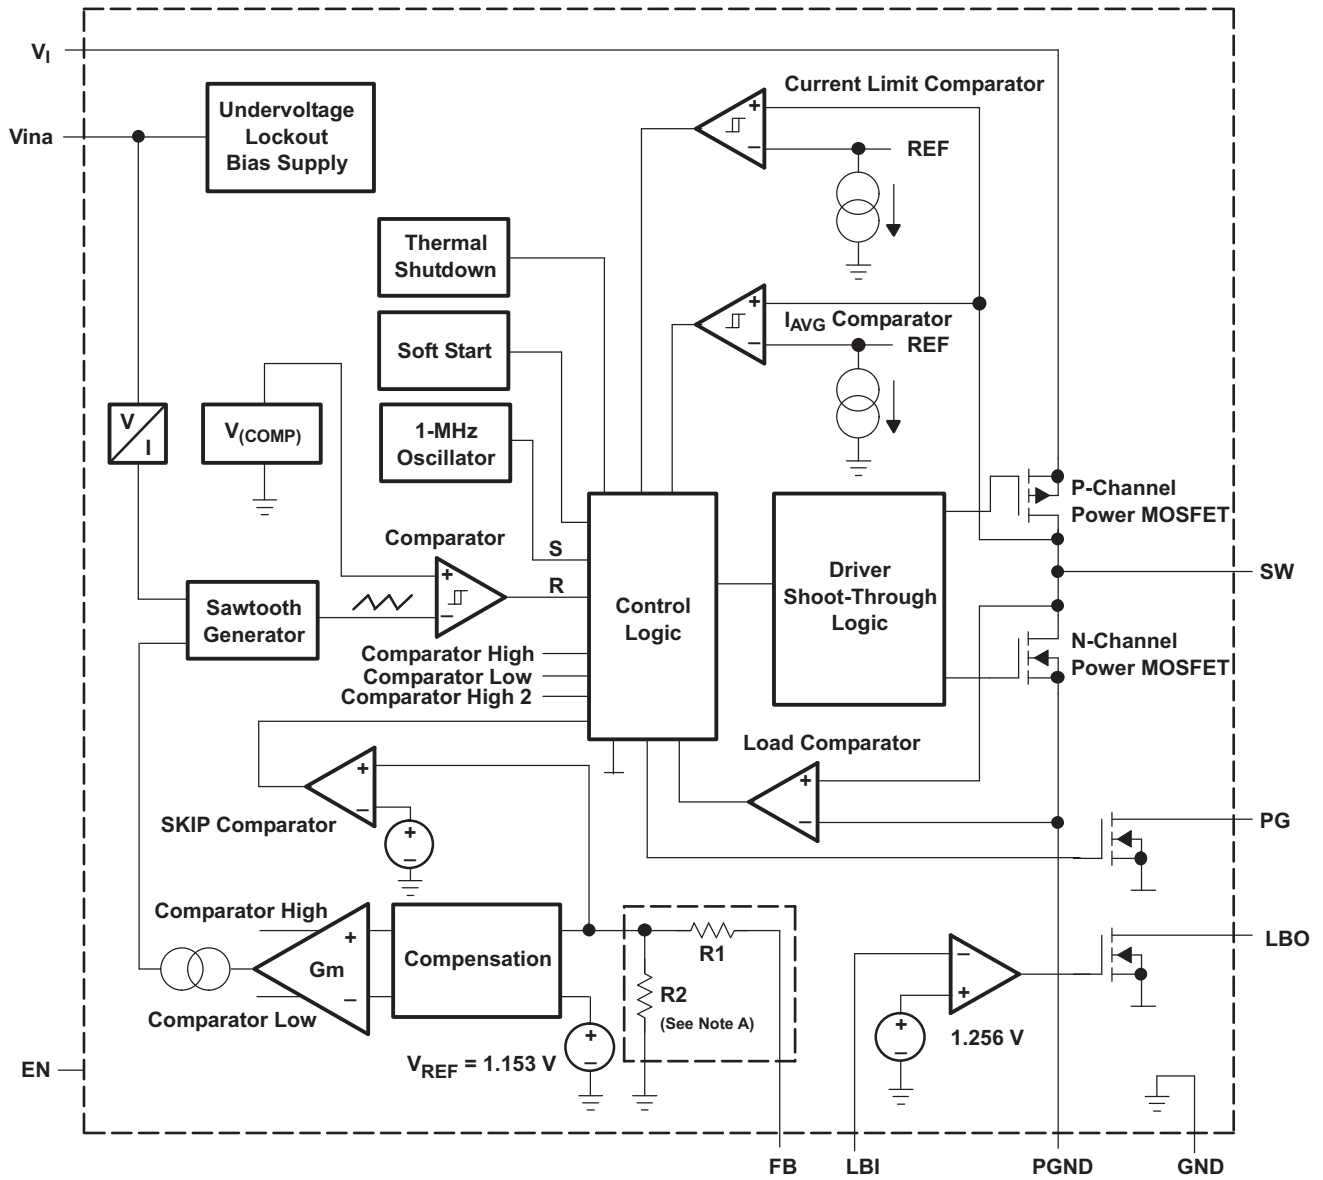 VI
Vina
Undervoltage
Lockout
Bias Supply
Current Limit Comparator
+
−
REF
Thermal
Shutdown
Soft Start
1-MHz
Oscillator
+
−
IAVG Comparator
REF
V
I
V(COMP)
P-Channel
Power MOSFET
Comparator
+
−
S
R
Sawtooth
Generator
Control
Logic
Driver
Shoot-Through
Logic
SW
N-Channel
Power MOSFET
Comparator High
Comparator Low
Comparator High 2
Load Comparator
+
−
+
−
SKIP Comparator
+
−
PG
Comparator High
+
Gm
−
Comparator Low
Compensation
R1
R2
(See Note A)
VREF = 1.153 V
+
−
−
+
+
−
1.256 V
LBO
EN
FB
LBI
PGND
GND